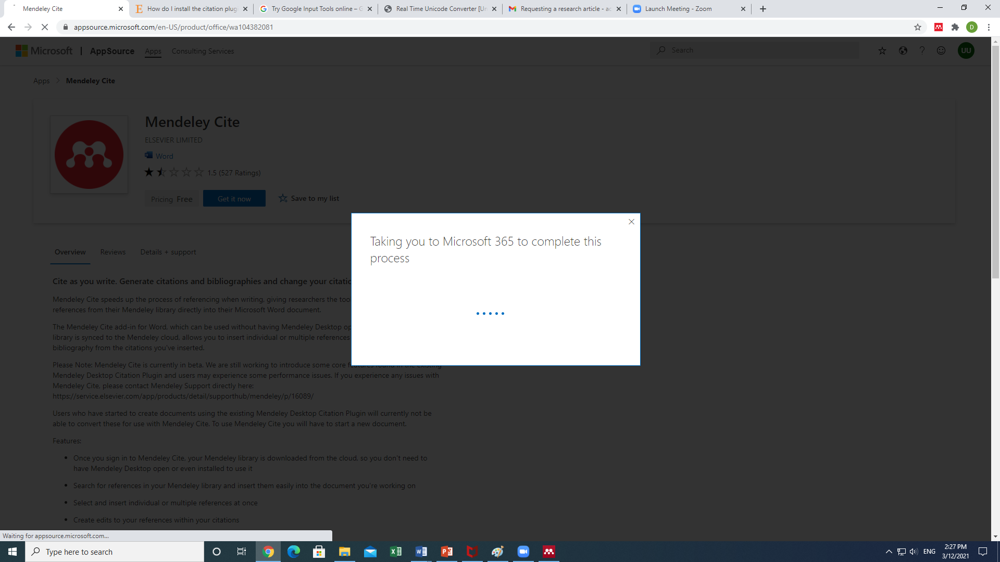 Mendeley Cite
How do I install the citation plug
Try Google Input Tools online – G
Real Time Unicode Converter [Un
Requesting a research article - ac
Launch Meeting - Zoom
appsource.microsoft.com/en-US/product/office/wa104382081
D
Microsoft | AppSource Apps Consulting Services
Search
UU
Apps > Mendeley Cite
Mendeley Cite
ELSEVIER LIMITED
Word
1.5 (527 Ratings)
Pricing Free
Get it now
Save to my list
Taking you to Microsoft 365 to complete this
process
Overview Reviews Details + support
Cite as you write. Generate citations and bibliographies and change your citatio
Mendeley Cite speeds up the process of referencing when writing, giving researchers the too
references from their Mendeley library directly into their Microsoft Word document.
The Mendeley Cite add-in for Word, which can be used without having Mendeley Desktop op
library is synced to the Mendeley cloud, allows you to insert individual or multiple references
bibliography from the citations you've inserted.
Please Note: Mendeley Cite is currently in beta. We are still working to introduce some core features found in the existing
Mendeley Desktop Citation Plugin and users may experience some performance issues. If you experience any issues with
Mendeley Cite, please contact Mendeley Support directly here:
https://service.elsevier.com/app/products/detail/supporthub/mendeley/p/16089/
Users who have started to create documents using the existing Mendeley Desktop Citation Plugin will currently not be
able to convert these for use with Mendeley Cite. To use Mendeley Cite you will have to start a new document.
Features:
• Once you sign in to Mendeley Cite, your Mendeley library is downloaded from the cloud, so you don't need to
have Mendeley Desktop open or even installed to use it
• Search for references in your Mendeley library and insert them easily into the document you're working on
• Select and insert individual or multiple references at once
• Create edits to your references within your citations
Waiting for appsource.microsoft.com...
Type here to search
ENG
2:27 PM
3/12/2021